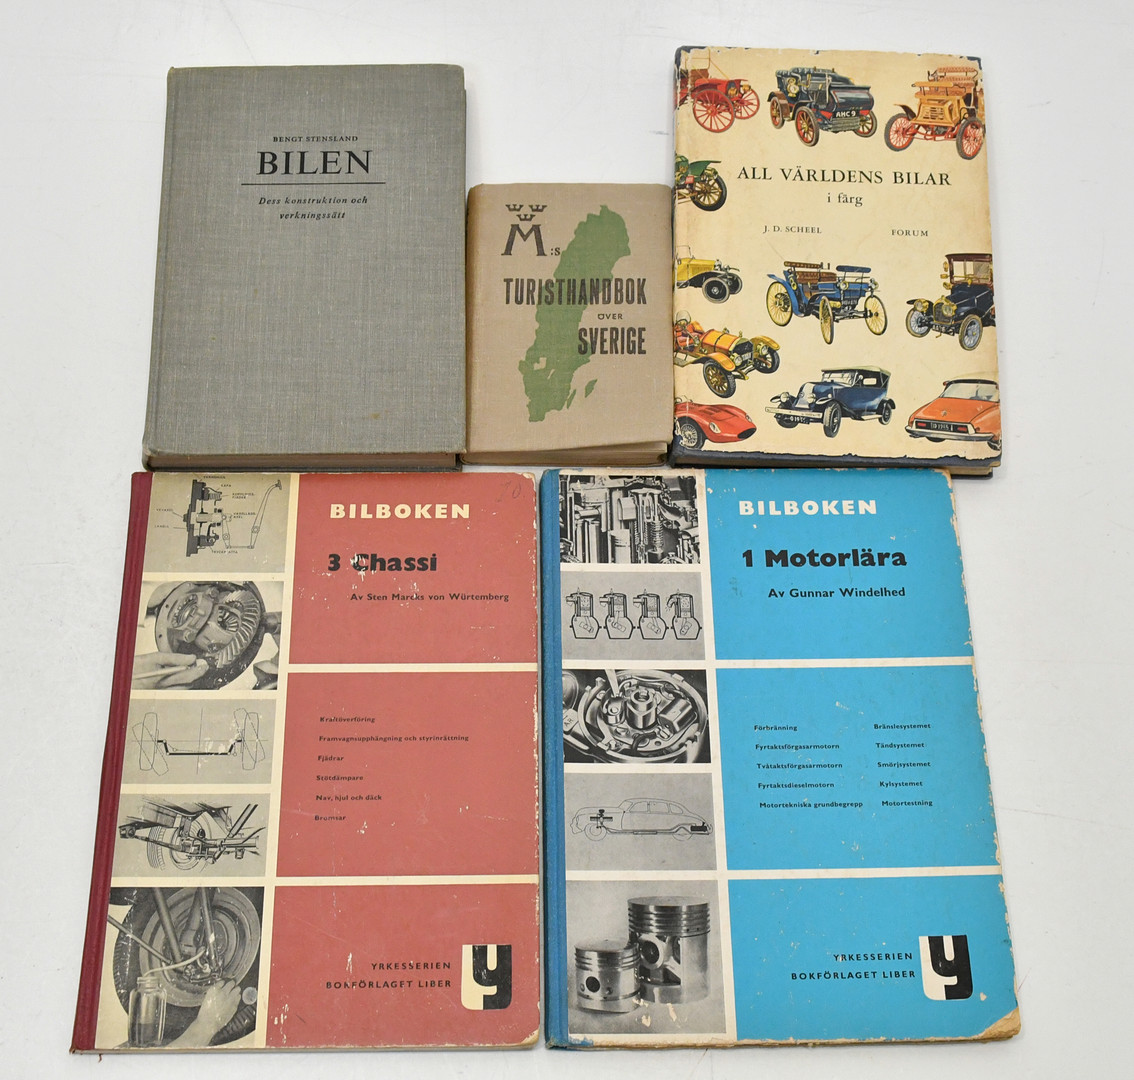 BENGT STENSLAND
BILEN
Dess konstruktion och
verkningssätt
M:s
TURISTHANDBOK
ÖVER
SVERIGE
AHC 9
ALL VÄRLDENS BILAR
i färg
J. D. SCHEEL
FORUM
BILBOKEN
3 Chassi
Av Sten Marcks von Würtemberg
Kraftöverföring
Framvagnsupphängning och styrinrättning
Fjädrar
Stötdämpare
Nav, hjul och däck
Bromsar
YRKESSERIEN
BOKFÖRLAGET LIBER
y
BILBOKEN
1 Motorlära
Av Gunnar Windelhed
Förbränning
Fyrtaktsförgasarmotorn
Tvåtaktsförgasarmotorn
Fyrtaktsdieselmotorn
Motortekniska grundbegrepp
Bränslesystemet
Tändsystemet
Smörjsystemet
Kylsystemet
Motortestning
YRKESSERIEN
BOKFÖRLAGET LIBER
y